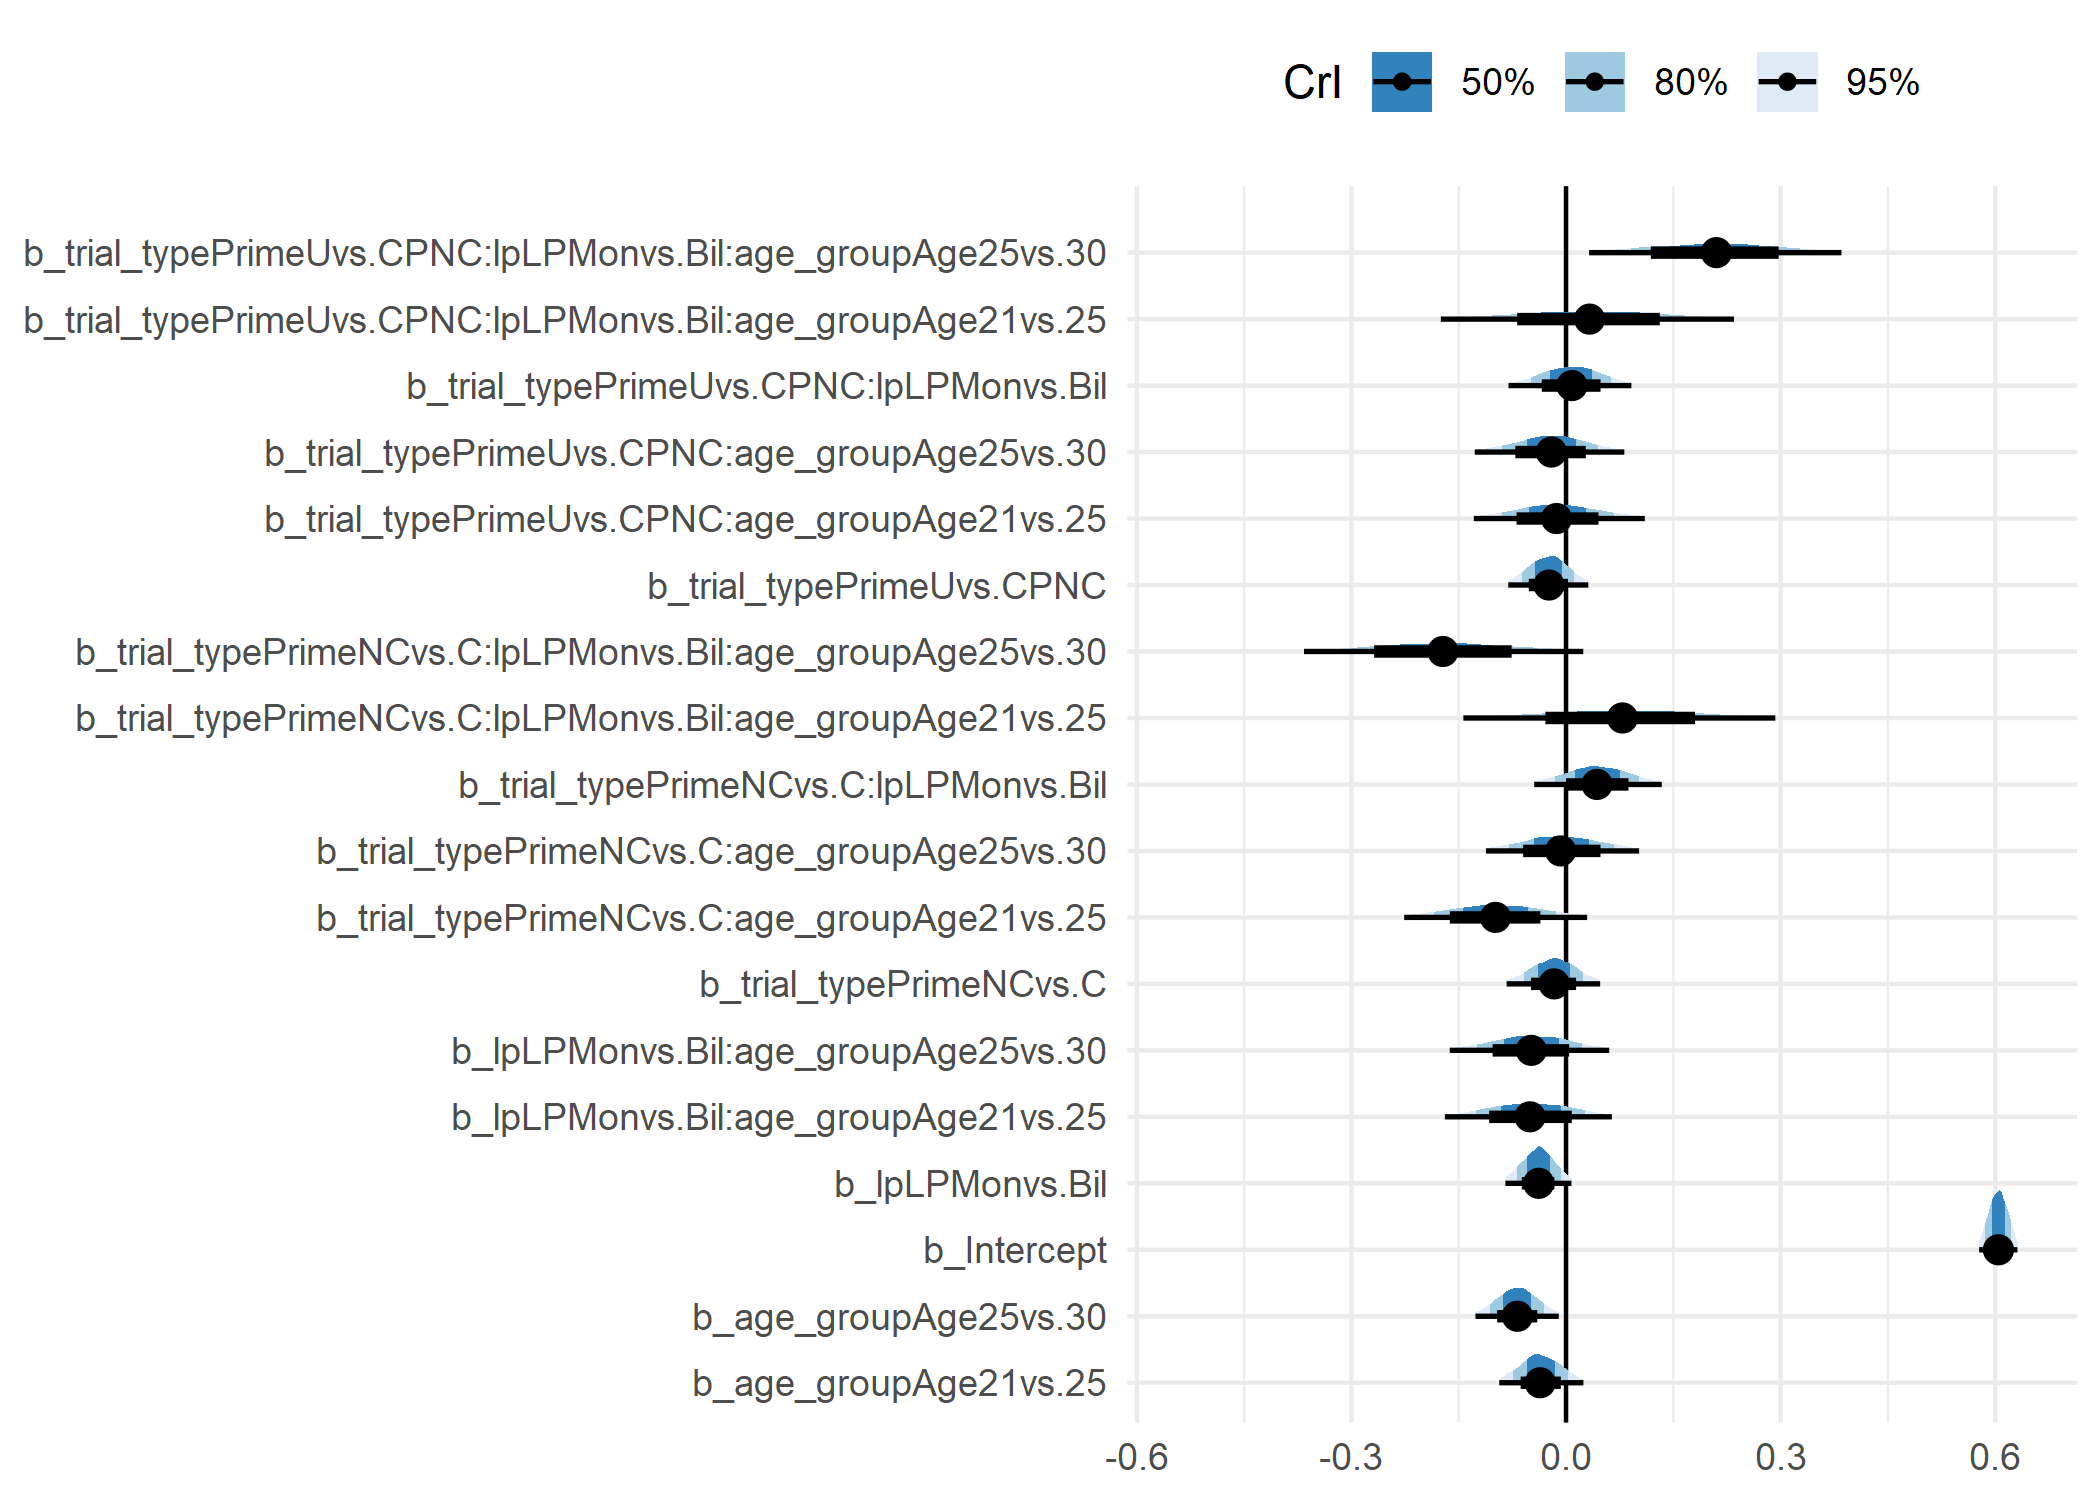 CrI 50% 80% 95%
b_trial_typePrimeUvs.CPNC:lpLPMonvs.Bil:age_groupAge25vs.30
b_trial_typePrimeUvs.CPNC:lpLPMonvs.Bil:age_groupAge21vs.25
b_trial_typePrimeUvs.CPNC:lpLPMonvs.Bil
b_trial_typePrimeUvs.CPNC:age_groupAge25vs.30
b_trial_typePrimeUvs.CPNC:age_groupAge21vs.25
b_trial_typePrimeUvs.CPNC
b_trial_typePrimeNCvs.C:lpLPMonvs.Bil:age_groupAge25vs.30
b_trial_typePrimeNCvs.C:lpLPMonvs.Bil:age_groupAge21vs.25
b_trial_typePrimeNCvs.C:lpLPMonvs.Bil
b_trial_typePrimeNCvs.C:age_groupAge25vs.30
b_trial_typePrimeNCvs.C:age_groupAge21vs.25
b_trial_typePrimeNCvs.C
b_lpLPMonvs.Bil:age_groupAge25vs.30
b_lpLPMonvs.Bil:age_groupAge21vs.25
b_lpLPMonvs.Bil
b_Intercept
b_age_groupAge25vs.30
b_age_groupAge21vs.25
-0.6 -0.3 0.0 0.3 0.6